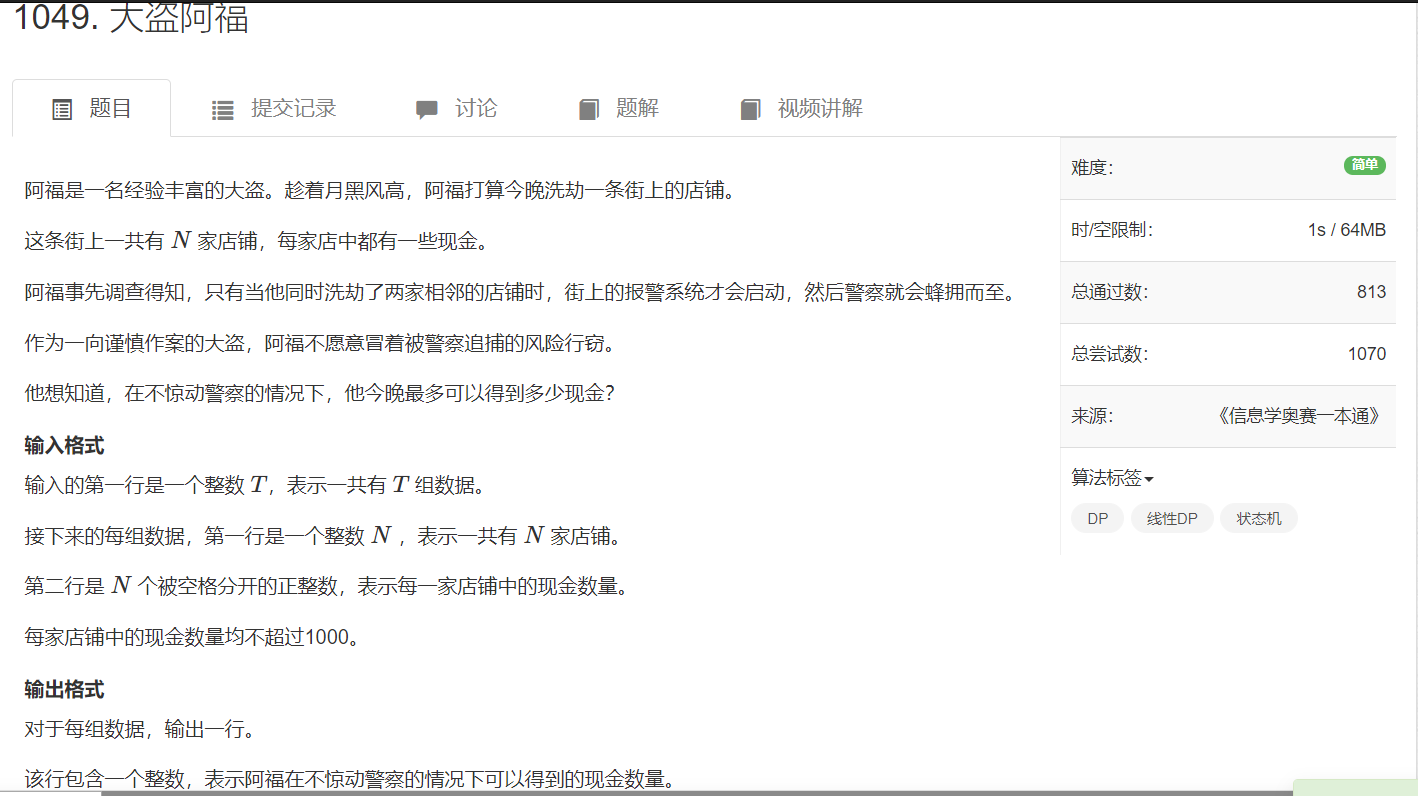 1049. 大盗阿福
题目
提交记录
讨论
题解
视频讲解
阿福是一名经验丰富的大盗。趁着月黑风高，阿福打算今晚洗劫一条街上的店铺。
这条街上一共有 N 家店铺，每家店中都有一些现金。
阿福事先调查得知，只有当他同时洗劫了两家相邻的店铺时，街上的报警系统才会启动，然后警察就会蜂拥而至。
作为一向谨慎作案的大盗，阿福不愿意冒着被警察追捕的风险行窃。
他想知道，在不惊动警察的情况下，他今晚最多可以得到多少现金？
输入格式
输入的第一行是一个整数 T，表示一共有 T 组数据。
接下来的每组数据，第一行是一个整数 N ，表示一共有 N 家店铺。
第二行是 N 个被空格分开的正整数，表示每一家店铺中的现金数量。
每家店铺中的现金数量均不超过1000。
输出格式
对于每组数据，输出一行。
该行包含一个整数，表示阿福在不惊动警察的情况下可以得到的现金数量。
难度： 简单
时/空限制： 1s / 64MB
总通过数： 813
总尝试数： 1070
来源： 《信息学奥赛一本通》
算法标签
DP 线性DP 状态机